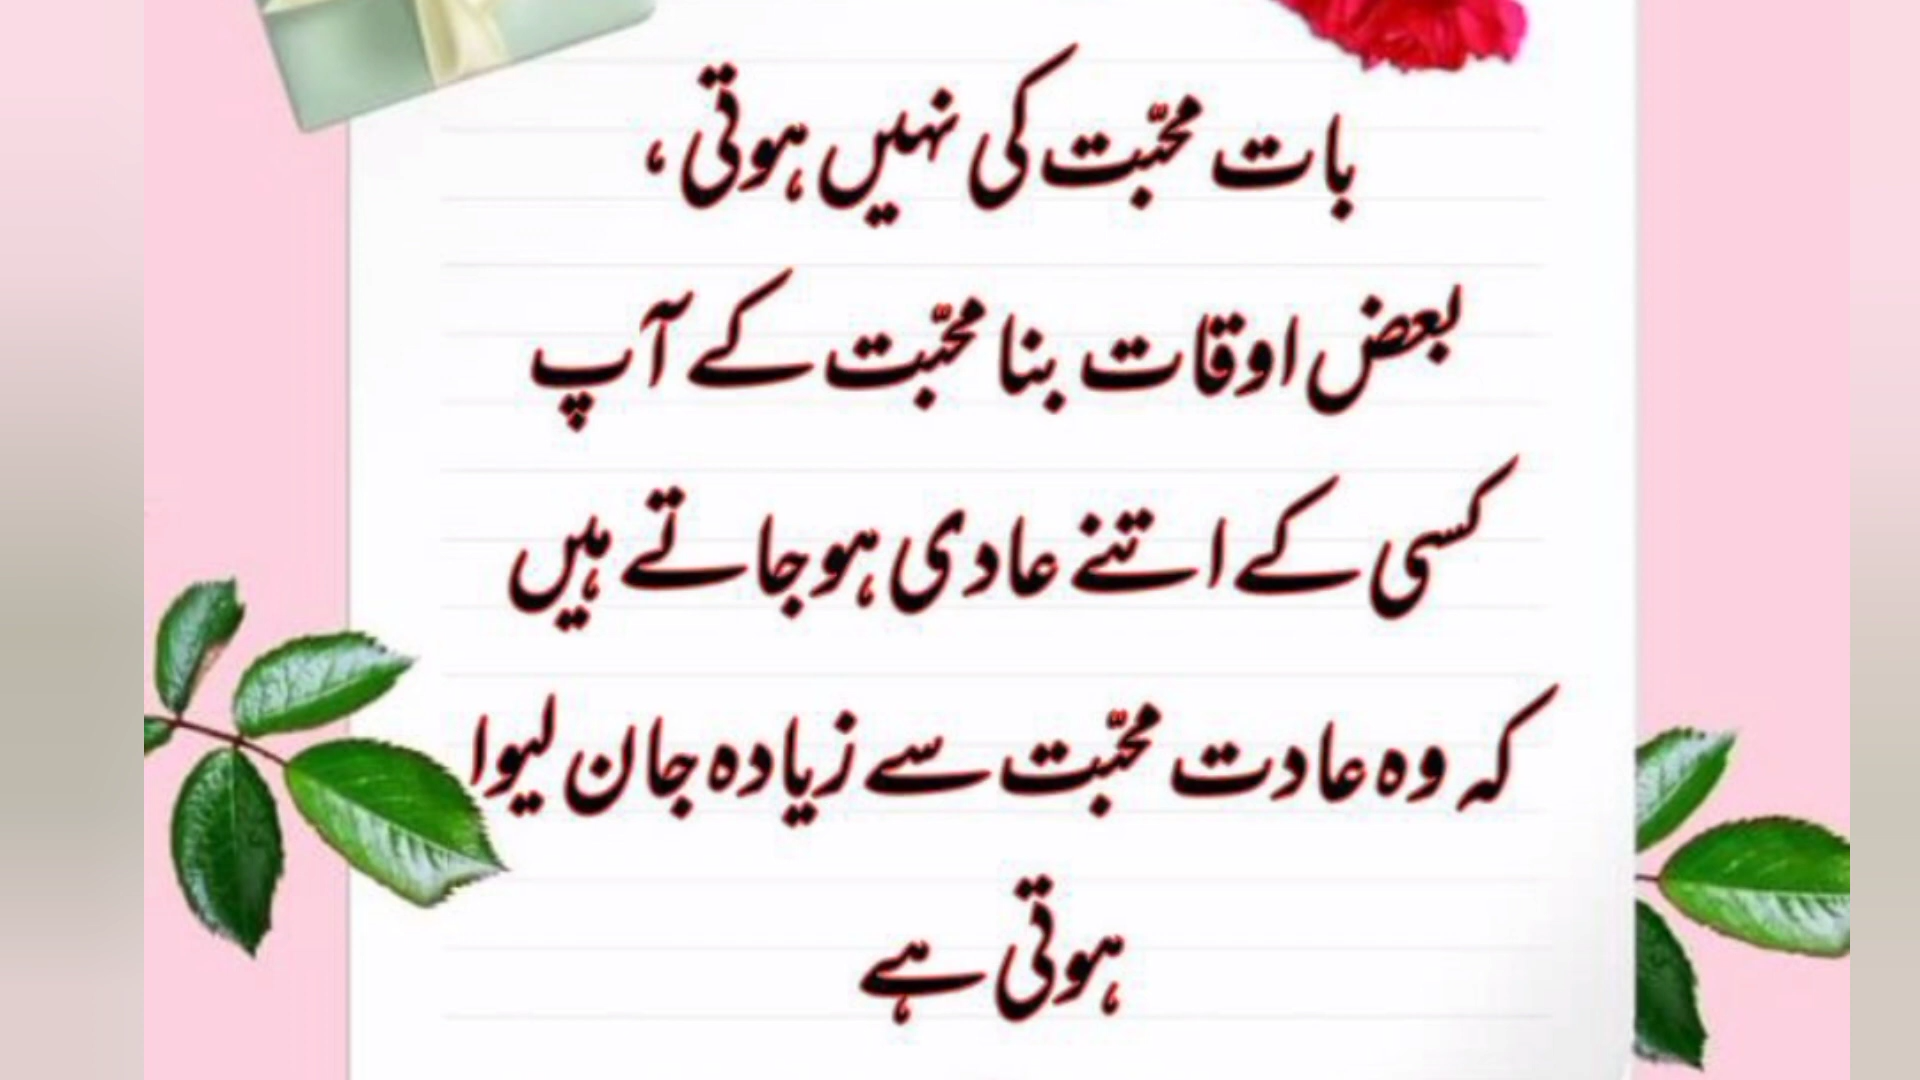 بات محبّت کی نہیں ہوتی ،
بعض اوقات بنا محبّت کے آپ
کسی کے اتنے عادی ہو جاتے ہیں
کہ وہ عادت محبّت سے زیادہ جان لیوا
ہوتی ہے